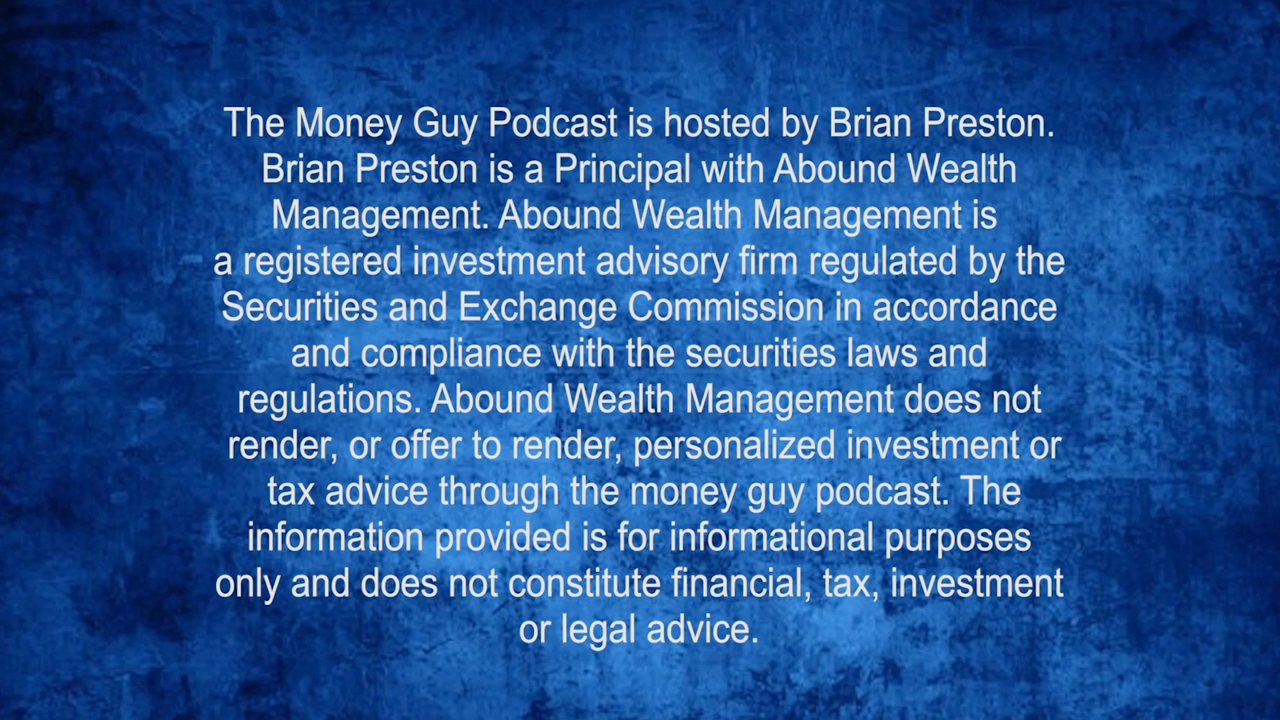 The Money Guy Podcast is hosted by Brian Preston.
Brian Preston is a Principal with Abound Wealth
Management. Abound Wealth Management is
a registered investment advisory firm regulated by the
Securities and Exchange Commission in accordance
and compliance with the securities laws and
regulations. Abound Wealth Management does not
render, or offer to render, personalized investment or
tax advice through the money guy podcast. The
information provided is for informational purposes
only and does not constitute financial, tax, investment
or legal advice.